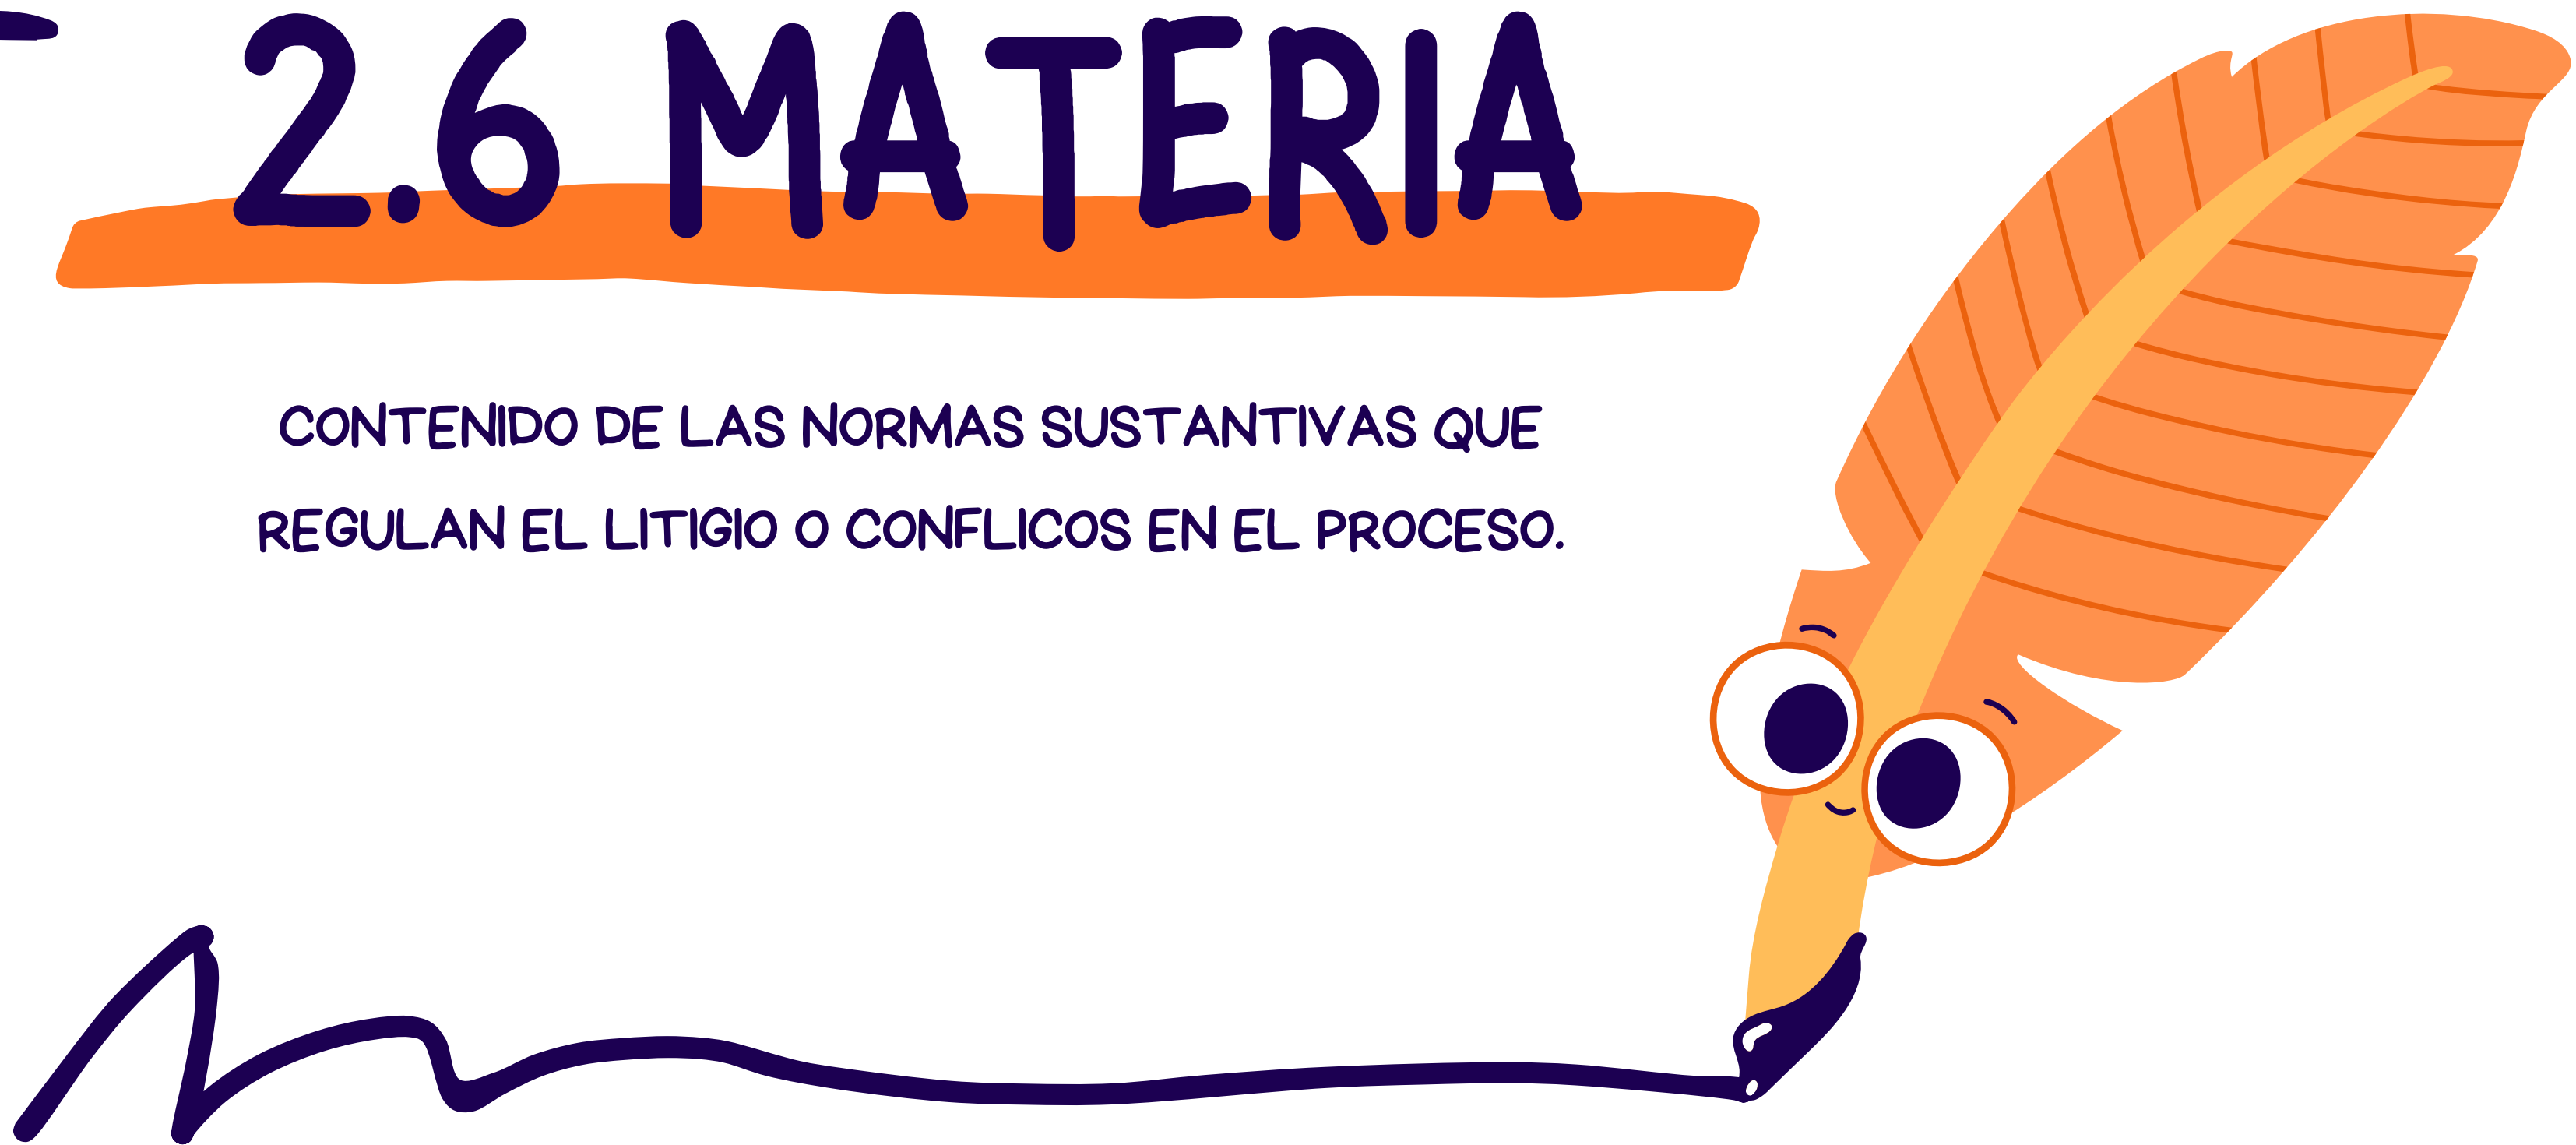 2.6 MATERIA
CONTENIDO DE LAS NORMAS SUSTANTIVAS QUE
REGULAN EL LITIGIO O CONFLICOS EN EL PROCESO.